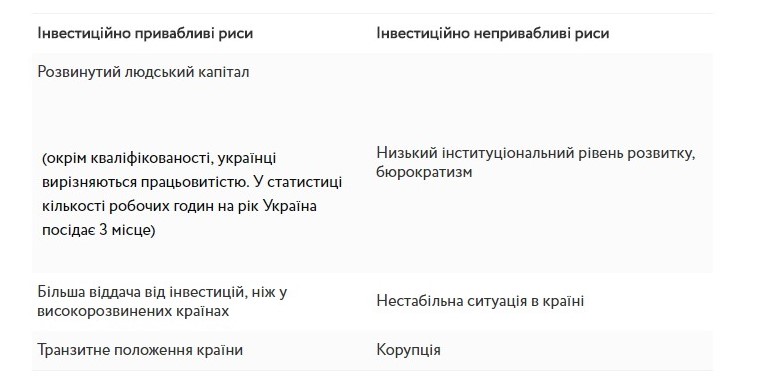 Інвестиційно привабливі риси
Інвестиційно непривабливі риси
Розвинутий людський капітал
(окрім кваліфікованості, українці
вирізняються працьовитістю. У статистиці
кількості робочих годин на рік Україна
посідає 3 місце)
Низький інституціональний рівень розвитку,
бюрократизм
Більша віддача від інвестицій, ніж у
високорозвинених країнах
Нестабільна ситуація в країні
Транзитне положення країни
Корупція